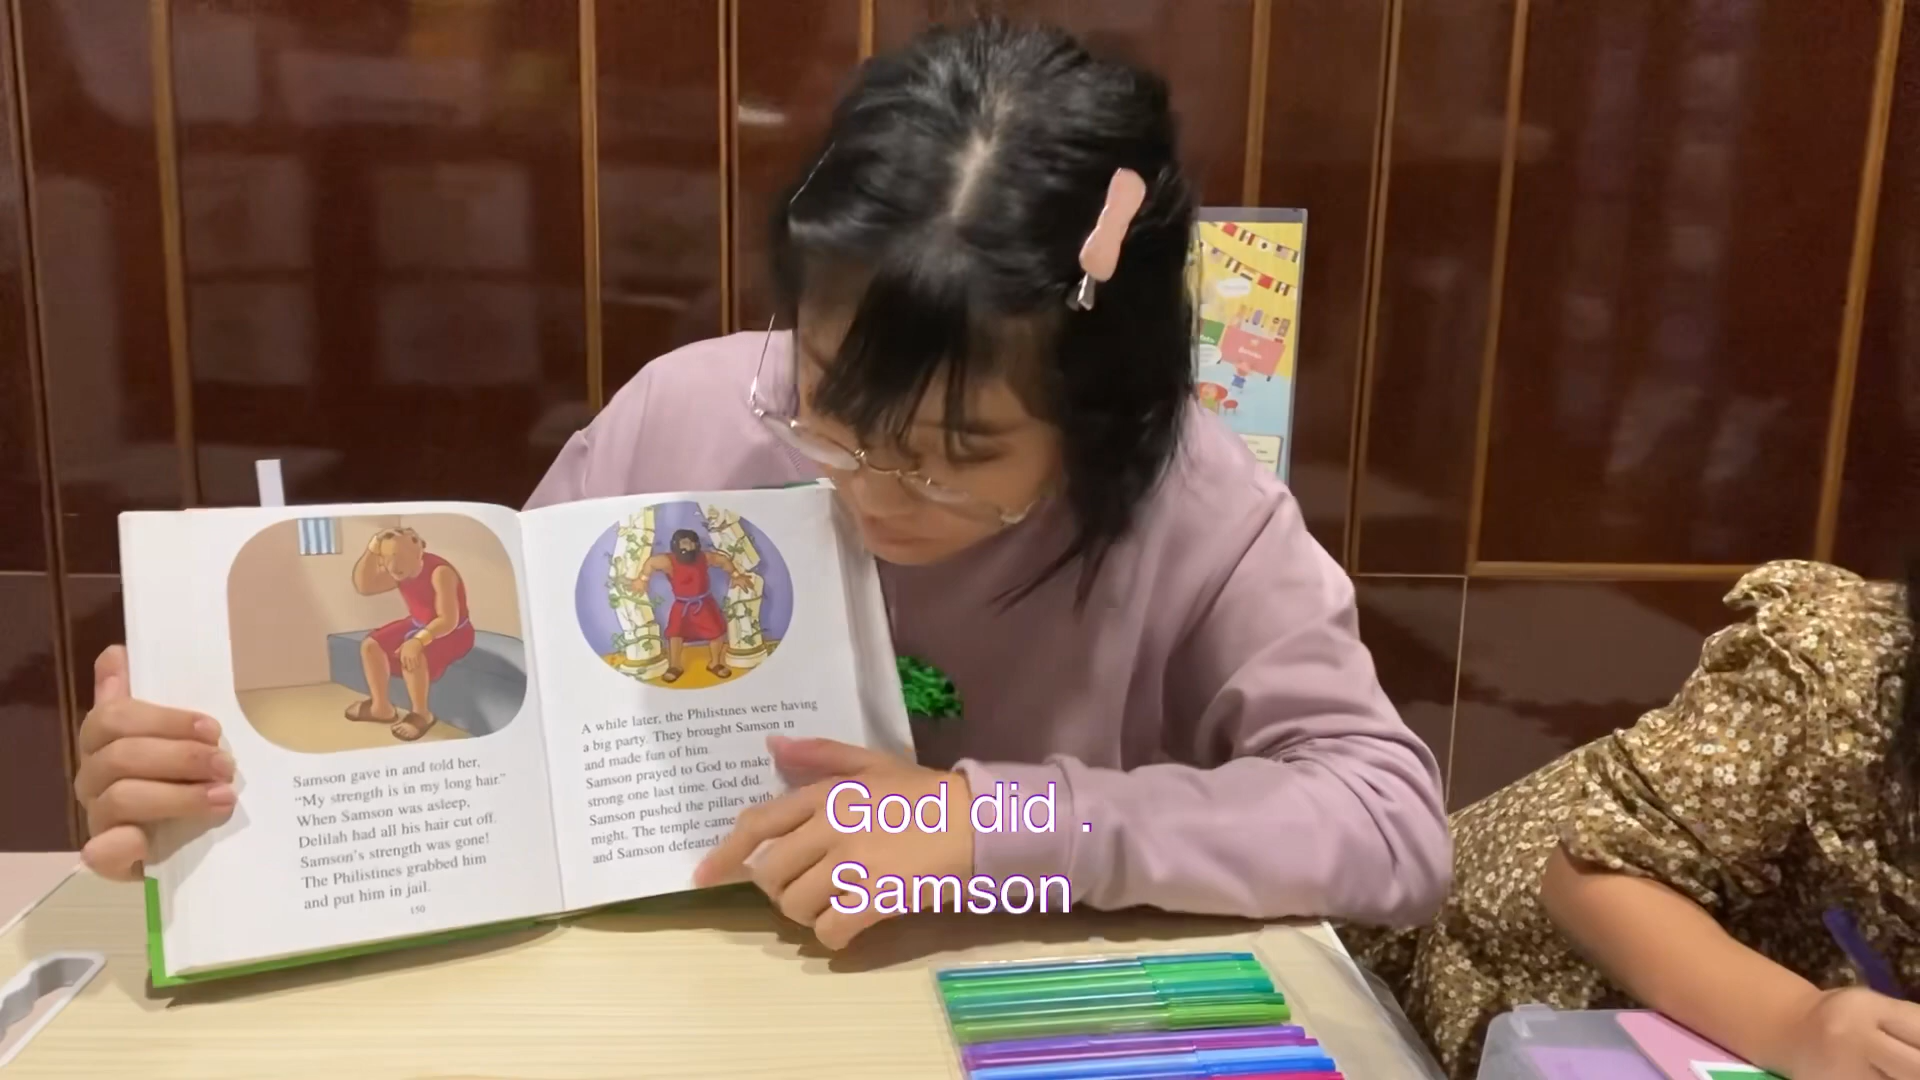 Samson gave in and told her,
"My strength is in my long hair."
When Samson was asleep,
Delilah had all his hair cut off.
Samson's strength was gone!
The Philistines grabbed him
and put him in jail.
150
A while later, the Philistines were having
a big party. They brought Samson in
and made fun of him.
Samson prayed to God to make
strong one last time. God did.
Samson pushed the pillars with
might. The temple came
and Samson defeated
God did .
Samson